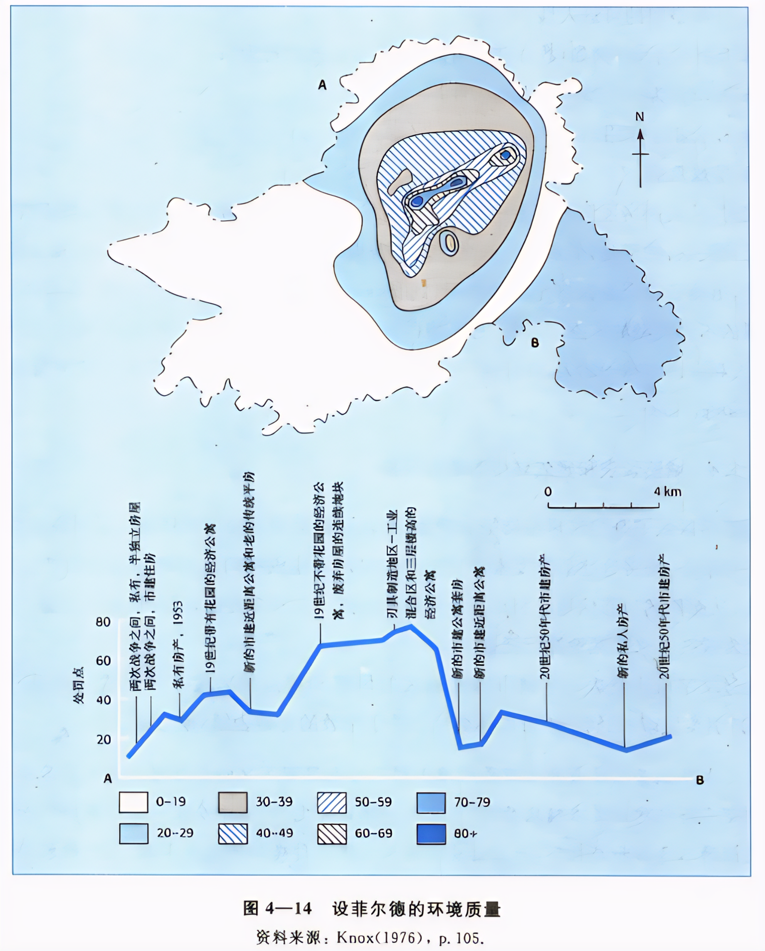 A
N
B
0 4 km
两次战争之间，私有，半独立房屋
两次战争之间，市建住房
私有房产，1953
19世纪带有花园的经济公寓
新的市建近距离公寓和老的传统平房
19世纪不带花园的经济公
寓，废弃房屋的连续地块
刃具制造地区—工业
混合区和三层楼高的
经济公寓
新的市建公寓套房
新的市建近距离公寓
20世纪50年代市建房产
新的私人房产
20世纪50年代市建房产
处罚点
80
60
40
20
A B
0-19 30-39 50-59 70-79
20-29 40-49 60-69 80+
图 4—14 设菲尔德的环境质量
资料来源：Knox(1976)，p.105.